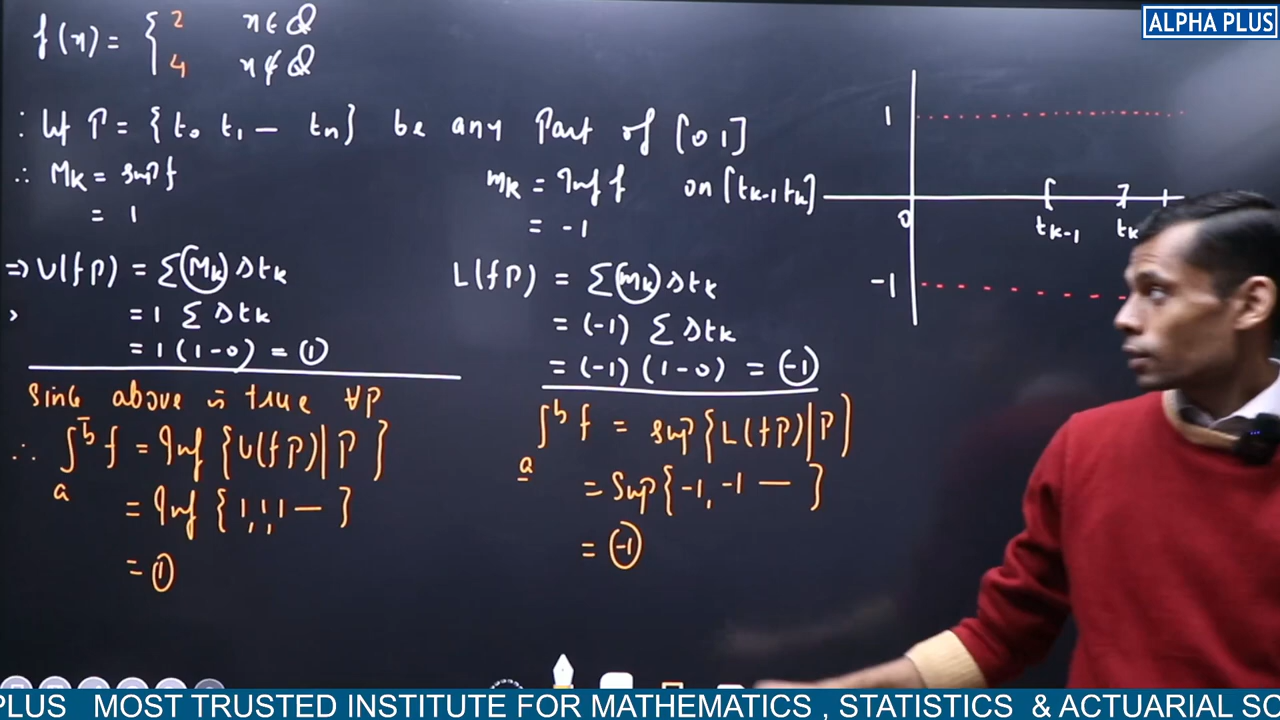 ALPHA PLUS
f(x) = { 2 x ∈ Q
4 x ∉ Q
∴ let P = {t₀ t₁ — tₙ} be any Part of [0 1]
∴ Mₖ = sup f
= 1
mₖ = Inf f on [tₖ₋₁ tₖ]
= -1
⇒ U(f P) = Σ(Mₖ) Δtₖ
= 1 Σ Δtₖ
= 1 (1-0) = 1
L(f P) = Σ(mₖ) Δtₖ
= (-1) Σ Δtₖ
= (-1) (1-0) = -1
Since above is true ∀P
∴ ∫ₐᵇ̄ f = Inf {U(f P) | P}
= Inf {1, 1, 1 —}
= 1
∫ₐ̲ᵇ f = sup {L(f P) | P}
= Sup {-1, -1 —}
= -1
1
0
tₖ₋₁
tₖ
-1
PLUS MOST TRUSTED INSTITUTE FOR MATHEMATICS , STATISTICS & ACTUARIAL SC